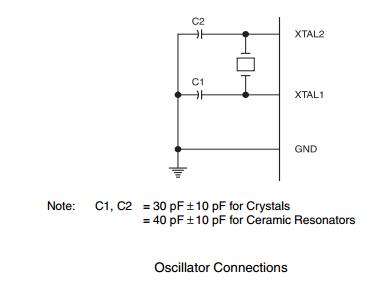 C2
XTAL2
C1
XTAL1
GND
Note: C1, C2 = 30 pF ±10 pF for Crystals
= 40 pF ±10 pF for Ceramic Resonators
Oscillator Connections